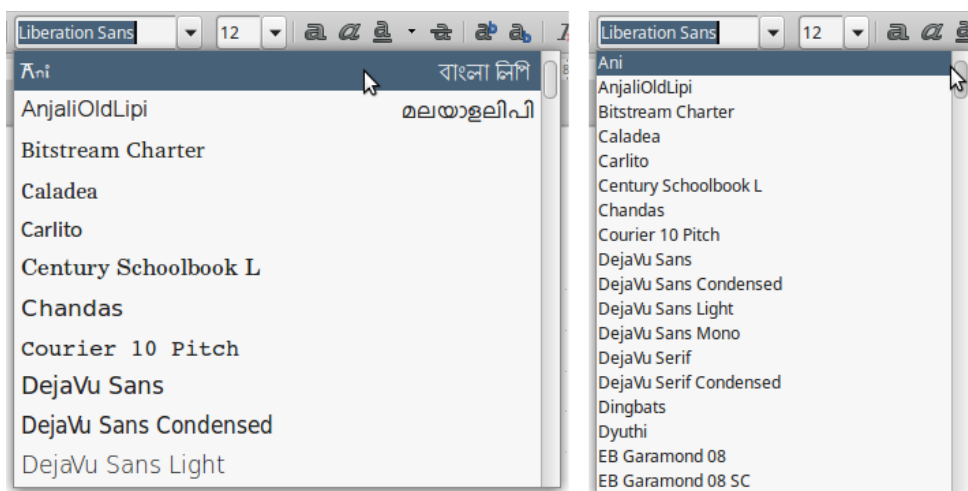 Liberation Sans 12 a a a a ab ab
Ani বাংলা লিপি
AnjaliOldLipi മലയാളലിപി
Bitstream Charter
Caladea
Carlito
Century Schoolbook L
Chandas
Courier 10 Pitch
DejaVu Sans
DejaVu Sans Condensed
DejaVu Sans Light
Liberation Sans 12 a a a
Ani
AnjaliOldLipi
Bitstream Charter
Caladea
Carlito
Century Schoolbook L
Chandas
Courier 10 Pitch
DejaVu Sans
DejaVu Sans Condensed
DejaVu Sans Light
DejaVu Sans Mono
DejaVu Serif
DejaVu Serif Condensed
Dingbats
Dyuthi
EB Garamond 08
EB Garamond 08 SC